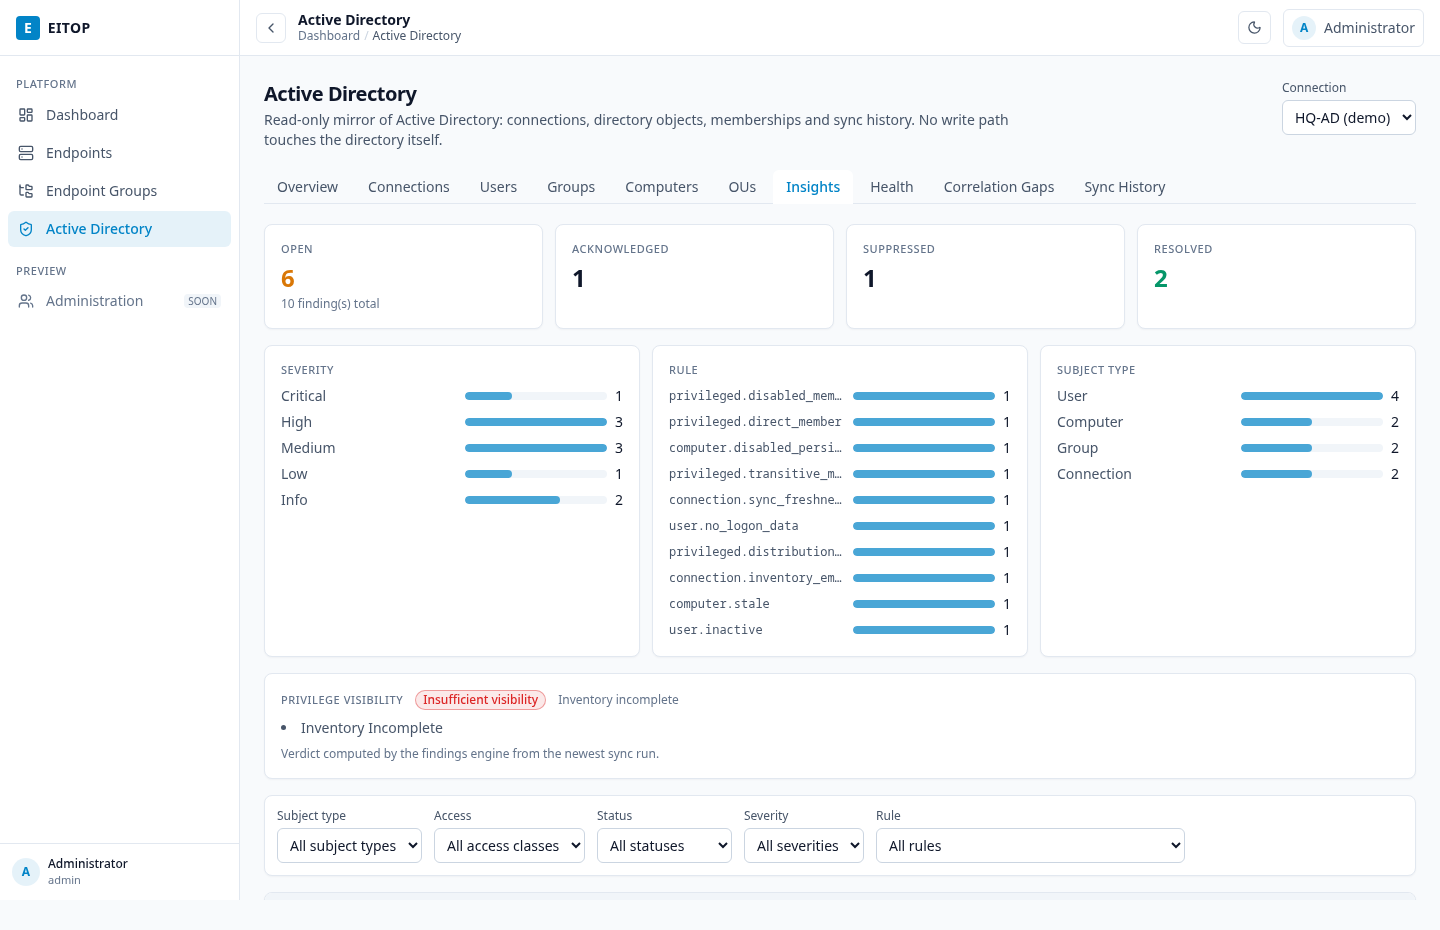 E EITOP
PLATFORM
Dashboard
Endpoints
Endpoint Groups
Active Directory
PREVIEW
Administration SOON
A Administrator
admin
Active Directory
Dashboard / Active Directory
A Administrator
Active Directory
Read-only mirror of Active Directory: connections, directory objects, memberships and sync history. No write path
touches the directory itself.
Connection
HQ-AD (demo)
Overview Connections Users Groups Computers OUs Insights Health Correlation Gaps Sync History
OPEN
6
10 finding(s) total
ACKNOWLEDGED
1
SUPPRESSED
1
RESOLVED
2
SEVERITY
Critical 1
High 3
Medium 3
Low 1
Info 2
RULE
privileged.disabled_mem… 1
privileged.direct_member 1
computer.disabled_persi… 1
privileged.transitive_m… 1
connection.sync_freshne… 1
user.no_logon_data 1
privileged.distribution… 1
connection.inventory_em… 1
computer.stale 1
user.inactive 1
SUBJECT TYPE
User 4
Computer 2
Group 2
Connection 2
PRIVILEGE VISIBILITY Insufficient visibility Inventory incomplete
• Inventory Incomplete
Verdict computed by the findings engine from the newest sync run.
Subject type Access Status Severity Rule
All subject types All access classes All statuses All severities All rules